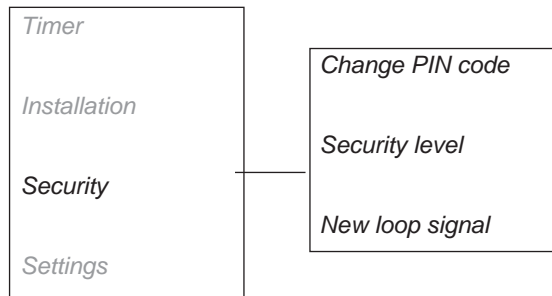 Timer
Installation
Security
Settings
Change PIN code
Security level
New loop signal